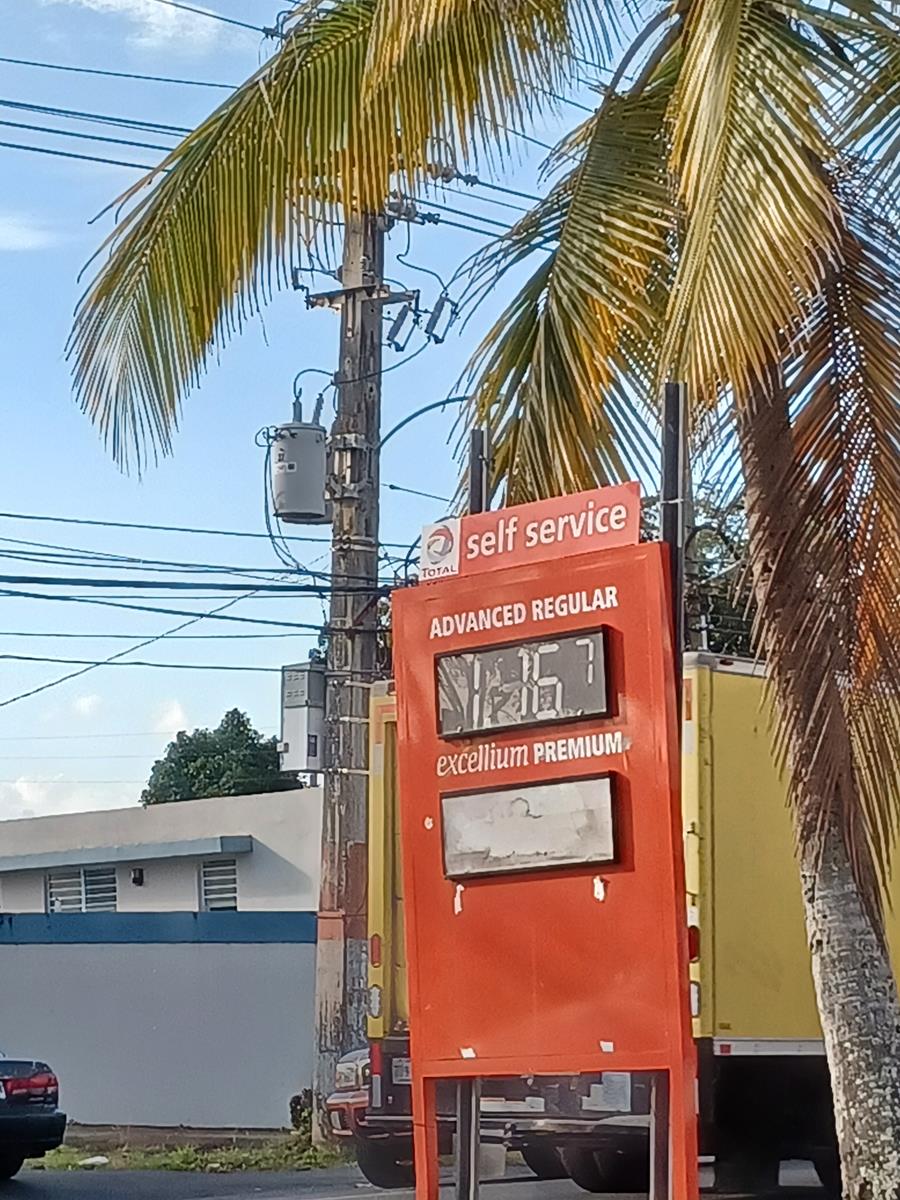 TOTAL
self service
ADVANCED REGULAR
excellium PREMIUM